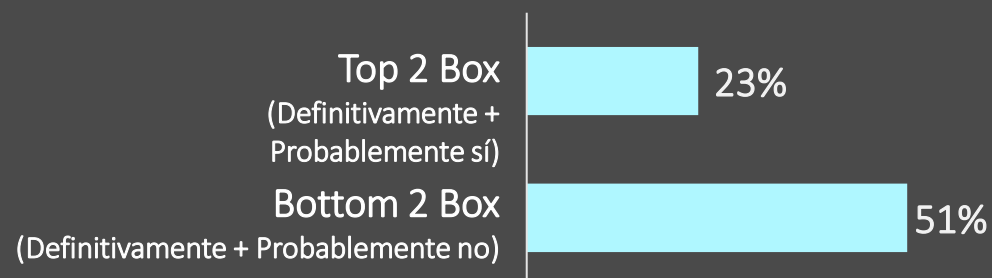 Top 2 Box
23%
(Definitivamente +
Probablemente sí)
Bottom 2 Box
51%
(Definitivamente + Probablemente no)